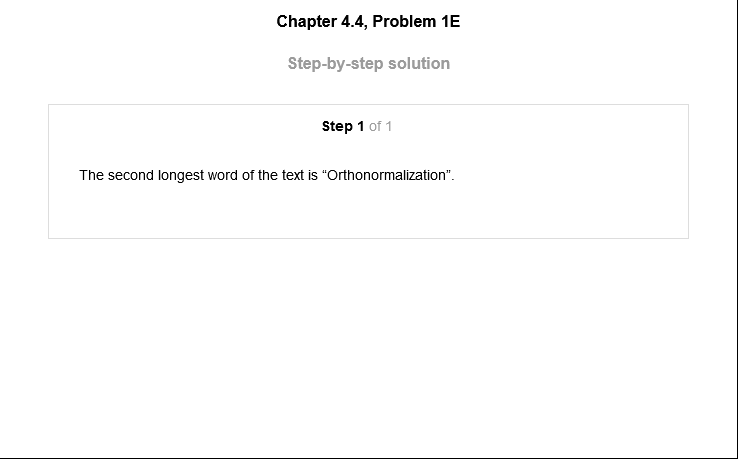 Chapter 4.4, Problem 1E
Step-by-step solution
Step 1 of 1
The second longest word of the text is “Orthonormalization”.